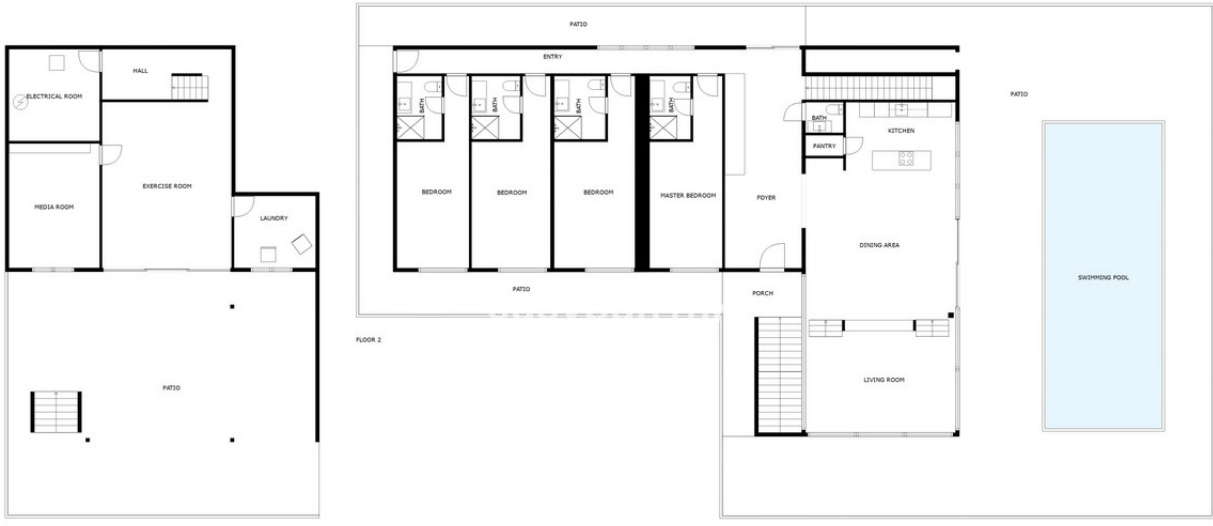 ELECTRICAL ROOM
HALL
MEDIA ROOM
EXERCISE ROOM
LAUNDRY
PATIO
PATIO
ENTRY
BATH
BATH
BATH
BATH
BATH
KITCHEN
PANTRY
BEDROOM
BEDROOM
BEDROOM
MASTER BEDROOM
FOYER
DINING AREA
PATIO
PORCH
LIVING ROOM
PATIO
SWIMMING POOL
FLOOR 2